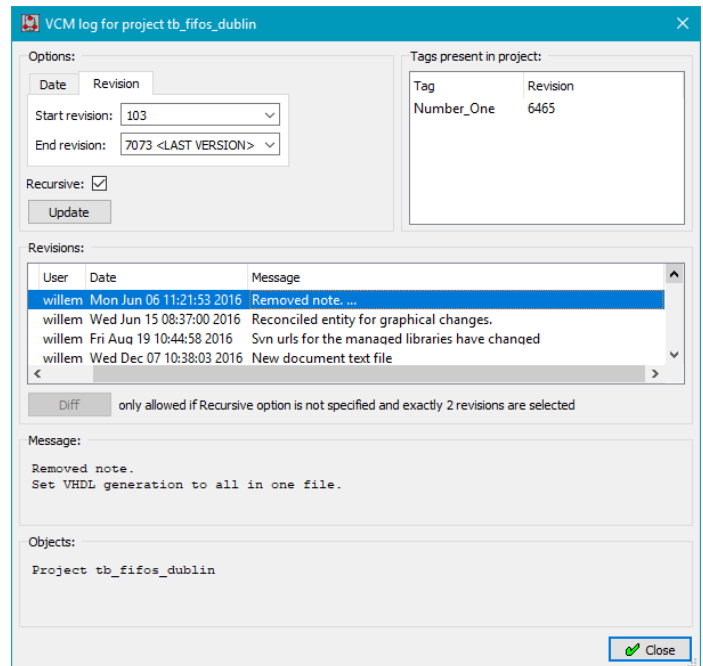 VCM log for project tb_fifos_dublin
Options:
Date Revision
Start revision: 103
End revision: 7073 <LAST VERSION>
Recursive:
Update
Tags present in project:
Tag Revision
Number_One 6465
Revisions:
User Date Message
willem Mon Jun 06 11:21:53 2016 Removed note. ...
willem Wed Jun 15 08:37:00 2016 Reconciled entity for graphical changes.
willem Fri Aug 19 10:44:58 2016 Svn urls for the managed libraries have changed
willem Wed Dec 07 10:38:03 2016 New document text file
Diff only allowed if Recursive option is not specified and exactly 2 revisions are selected
Message:
Removed note.
Set VHDL generation to all in one file.
Objects:
Project tb_fifos_dublin
Close